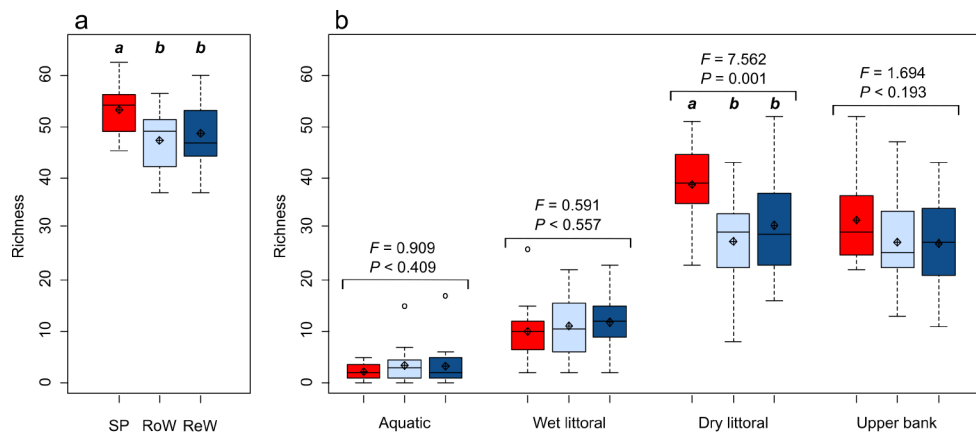 a
b
Richness
60
50
40
30
20
10
0
a b b
SP RoW ReW
Richness
60
50
40
30
20
10
0
F = 0.909
P < 0.409
F = 0.591
P < 0.557
F = 7.562
P = 0.001
a b b
F = 1.694
P < 0.193
Aquatic Wet littoral Dry littoral Upper bank